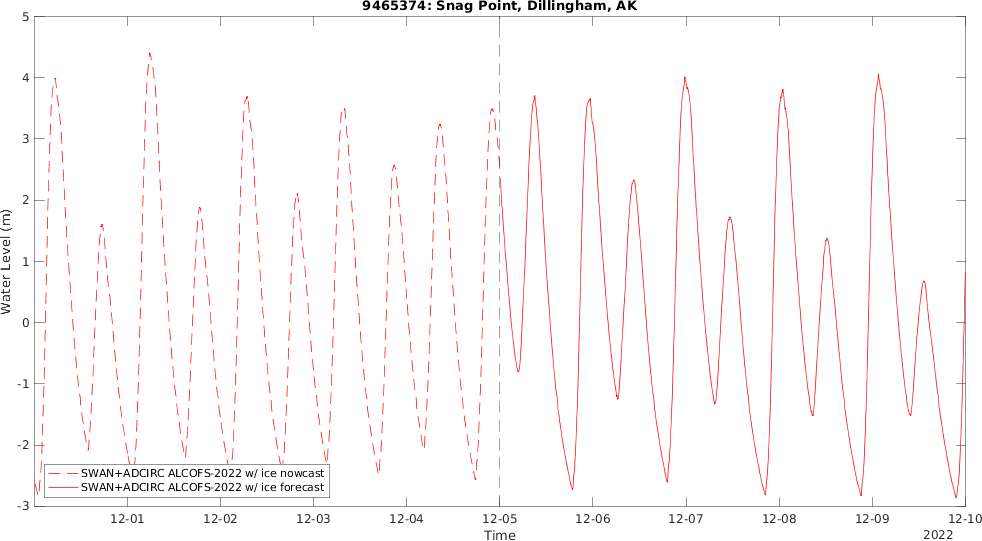 9465374: Snag Point, Dillingham, AK
5
4
3
2
1
0
-1
-2
-3
Water Level (m)
SWAN+ADCIRC ALCOFS-2022 w/ ice nowcast
SWAN+ADCIRC ALCOFS-2022 w/ ice forecast
12-01 12-02 12-03 12-04 12-05 12-06 12-07 12-08 12-09 12-10
Time
2022